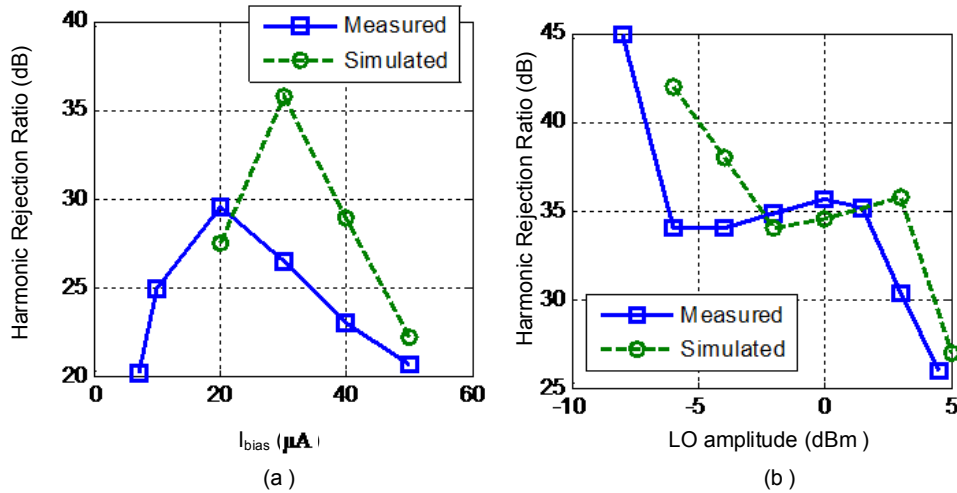 40
35
30
25
20
0
20
40
60
Harmonic Rejection Ratio (dB)
Measured
Simulated
I_bias (µA)
(a )
45
40
35
30
25
-10
-5
0
5
Harmonic Rejection Ratio (dB)
Measured
Simulated
LO amplitude (dBm )
(b )